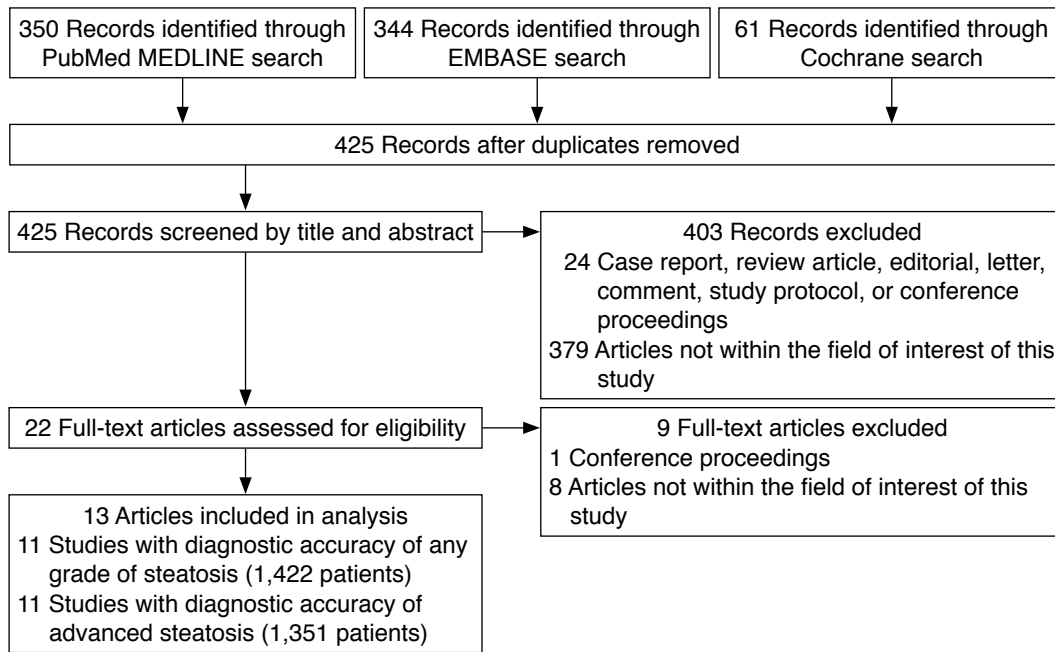 350 Records identified through
PubMed MEDLINE search
344 Records identified through
EMBASE search
61 Records identified through
Cochrane search
425 Records after duplicates removed
425 Records screened by title and abstract
403 Records excluded
24 Case report, review article, editorial, letter,
comment, study protocol, or conference
proceedings
379 Articles not within the field of interest of this
study
22 Full-text articles assessed for eligibility
9 Full-text articles excluded
1 Conference proceedings
8 Articles not within the field of interest of this
study
13 Articles included in analysis
11 Studies with diagnostic accuracy of any
grade of steatosis (1,422 patients)
11 Studies with diagnostic accuracy of
advanced steatosis (1,351 patients)